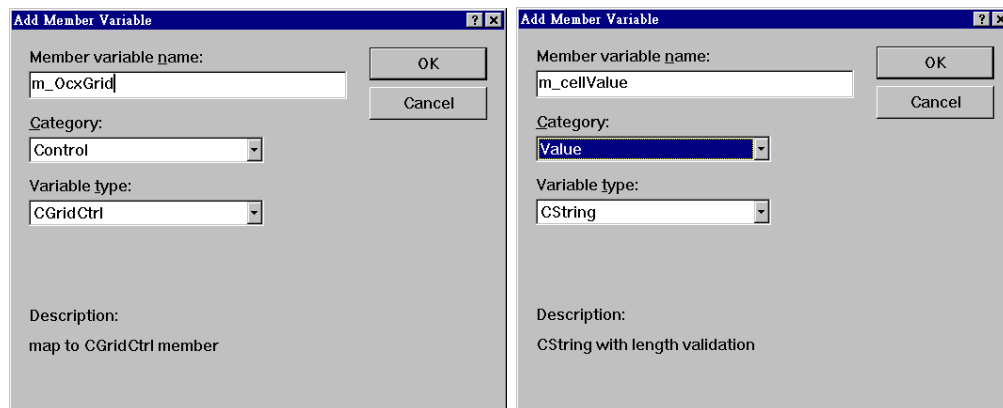 Add Member Variable
Member variable name:
m_OcxGrid
Category:
Control
Variable type:
CGridCtrl
Description:
map to CGridCtrl member
OK
Cancel
Add Member Variable
Member variable name:
m_cellValue
Category:
Value
Variable type:
CString
Description:
CString with length validation
OK
Cancel